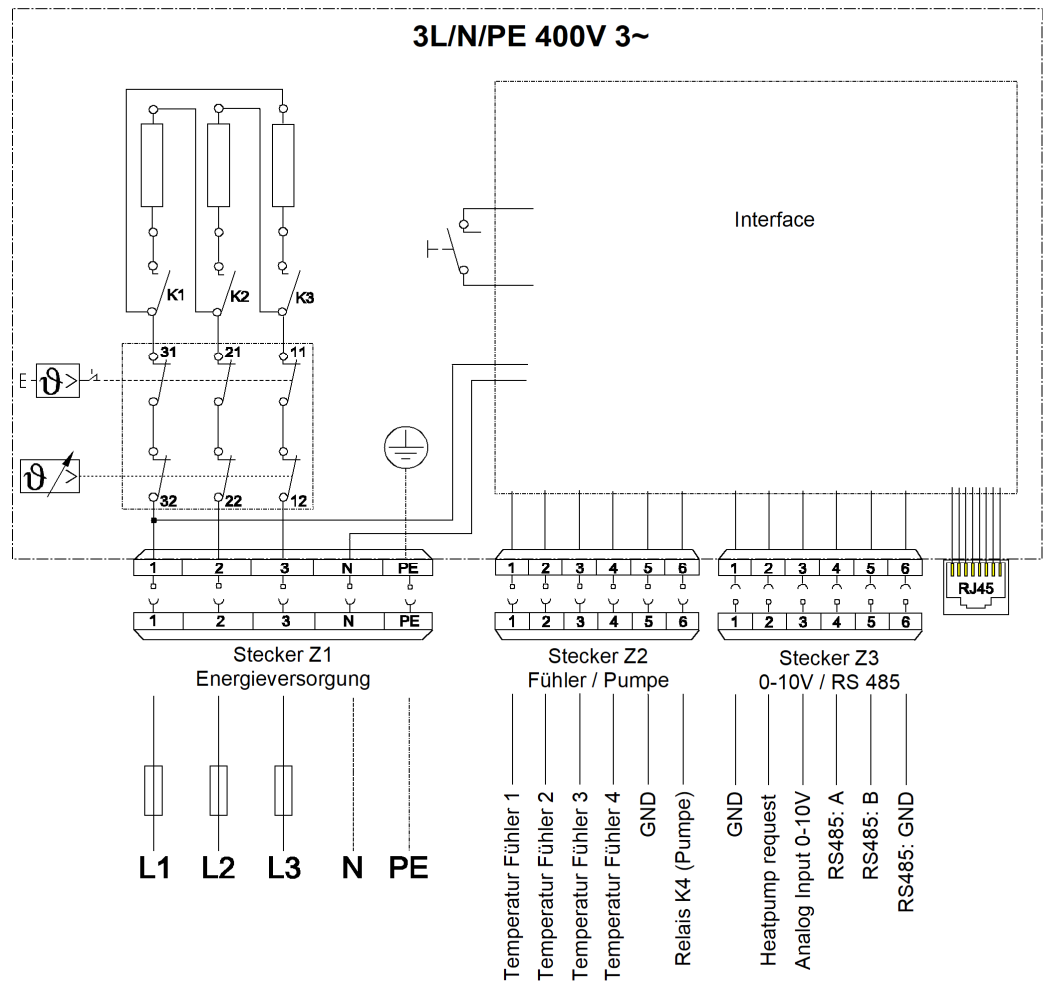 3L/N/PE 400V 3~
Interface
K1
K2
K3
31
21
11
ϑ >
ϑ >
32
22
12
1 2 3 N PE
1 2 3 4 5 6
1 2 3 4 5 6
RJ45
1 2 3 N PE
1 2 3 4 5 6
1 2 3 4 5 6
Stecker Z1
Energieversorgung
Stecker Z2
Fühler / Pumpe
Stecker Z3
0-10V / RS 485
L1
L2
L3
N
PE
Temperatur Fühler 1
Temperatur Fühler 2
Temperatur Fühler 3
Temperatur Fühler 4
GND
Relais K4 (Pumpe)
GND
Heatpump request
Analog Input 0-10V
RS485: A
RS485: B
RS485: GND